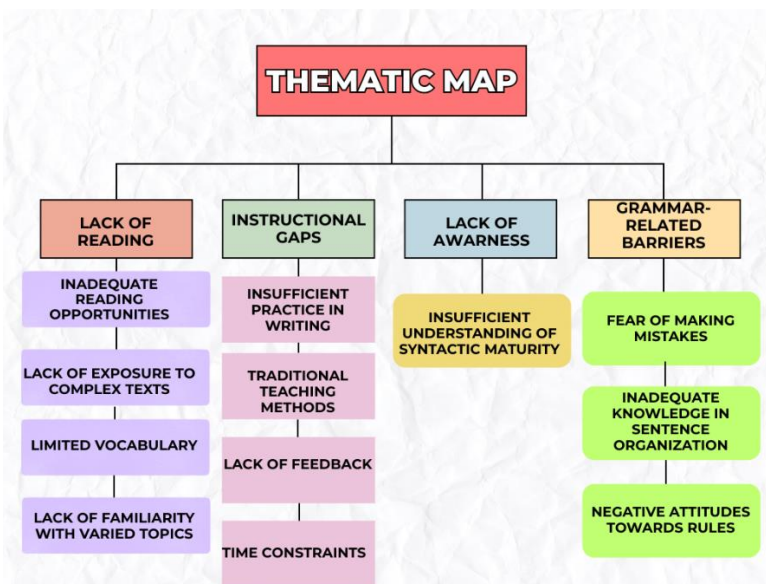 THEMATIC MAP
LACK OF
READING
INADEQUATE
READING
OPPORTUNITIES
LACK OF EXPOSURE TO
COMPLEX TEXTS
LIMITED VOCABULARY
LACK OF FAMILIARITY
WITH VARIED TOPICS
INSTRUCTIONAL
GAPS
INSUFFICIENT
PRACTICE IN
WRITING
TRADITIONAL
TEACHING
METHODS
LACK OF FEEDBACK
TIME CONSTRAINTS
LACK OF
AWARNESS
INSUFFICIENT
UNDERSTANDING OF
SYNTACTIC MATURITY
GRAMMAR-
RELATED
BARRIERS
FEAR OF MAKING
MISTAKES
INADEQUATE
KNOWLEDGE IN
SENTENCE
ORGANIZATION
NEGATIVE ATTITUDES
TOWARDS RULES